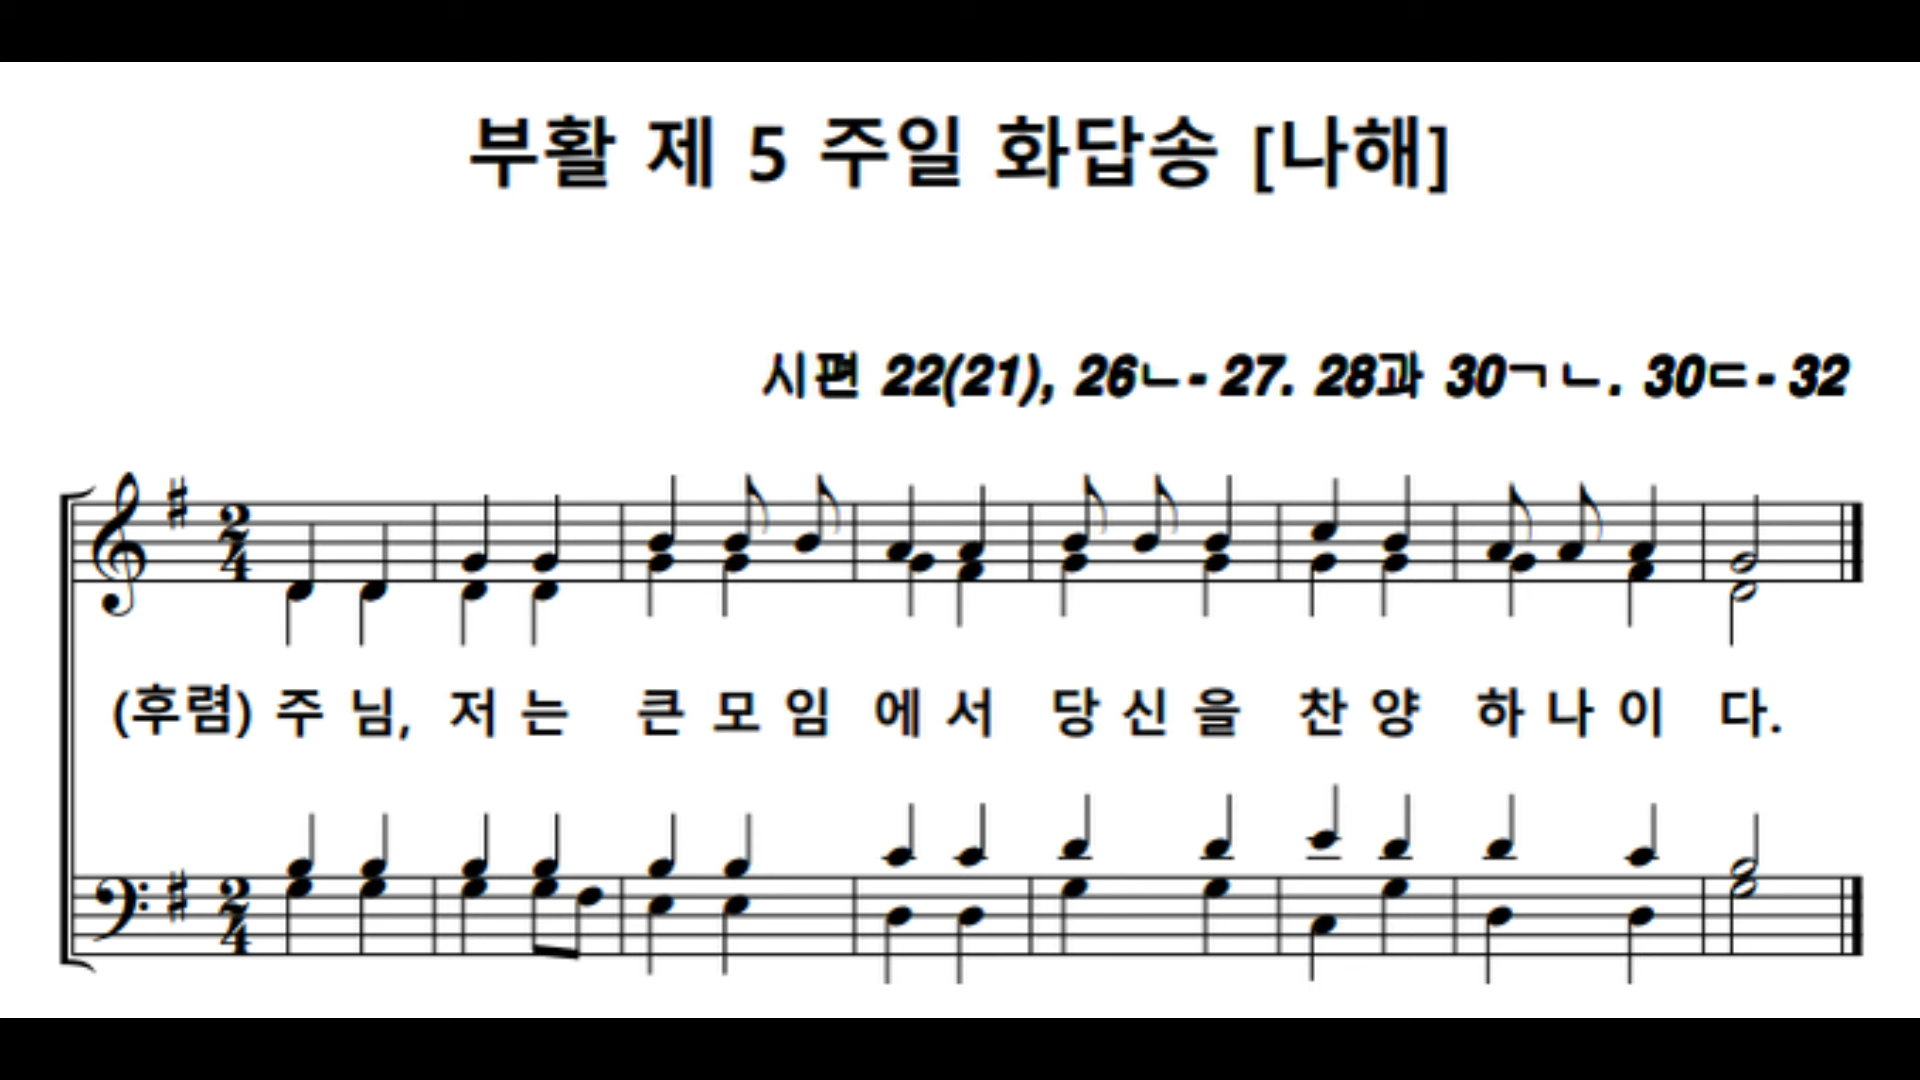 부활 제 5 주일 화답송 [나해]
시편 22(21), 26ㄴ- 27. 28과 30ㄱㄴ. 30ㄷ- 32
(후렴) 주 님, 저 는 큰 모 임 에 서 당 신 을 찬 양 하 나 이 다.